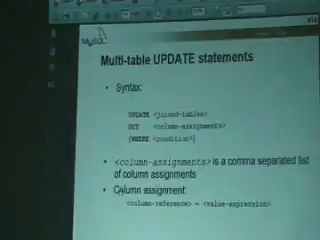 MySQL
Multi-table UPDATE statements
• Syntax:
UPDATE <joined-tables>
SET <column-assignments>
[WHERE <condition>]
• <column-assignments> is a comma separated list
of column assignments
• Column assignment:
<column-reference> = <value-expression>